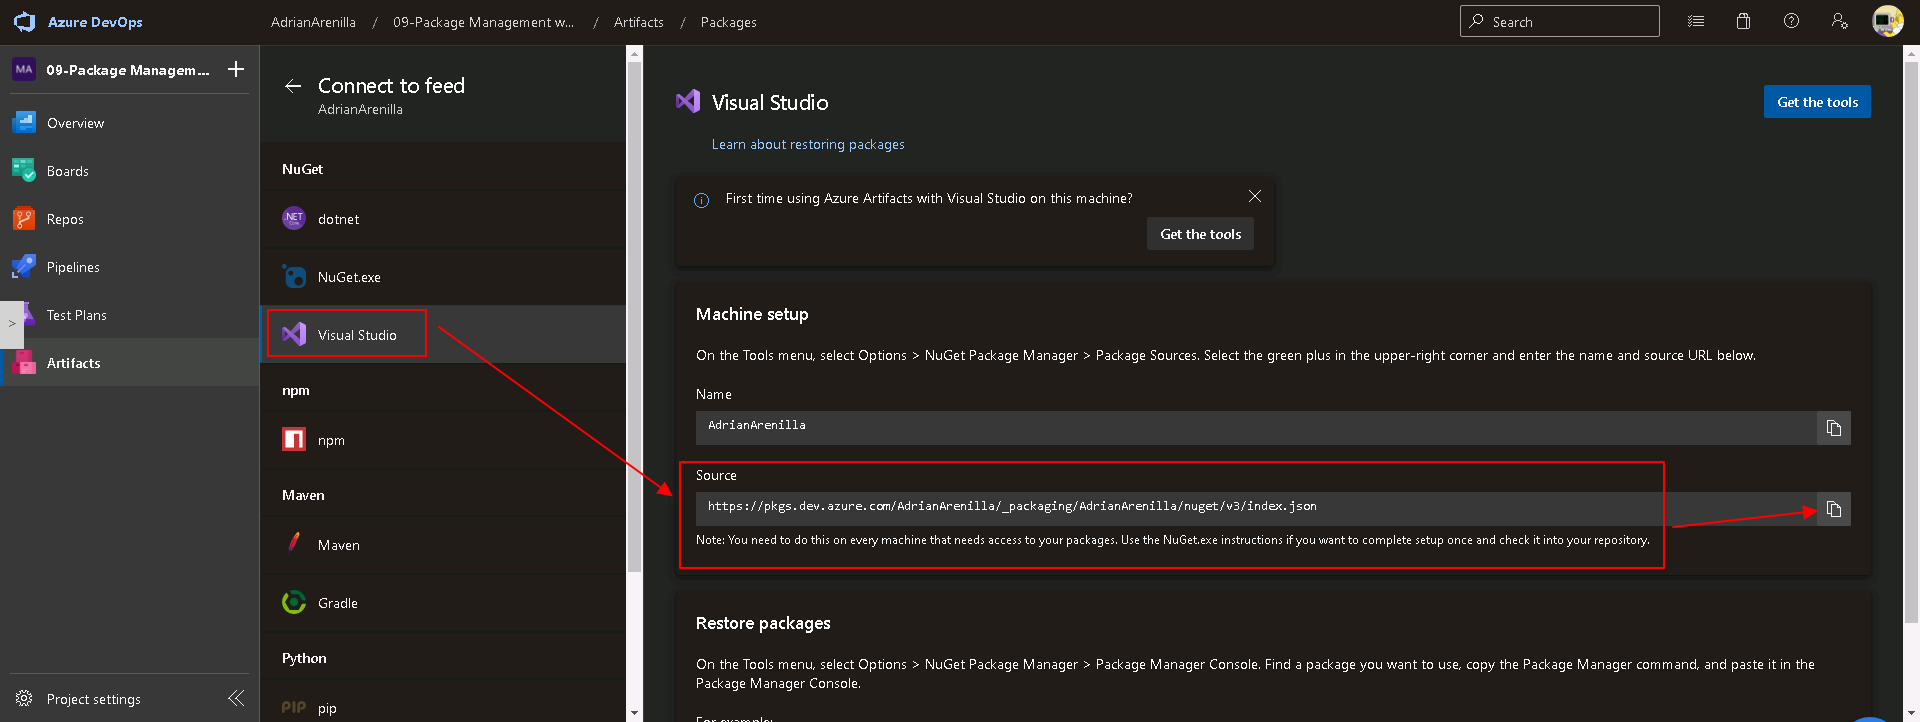 Azure DevOps
AdrianArenilla / 09-Package Management w... / Artifacts / Packages
Search
MA
09-Package Managem...
Overview
Boards
Repos
Pipelines
Test Plans
Artifacts
Project settings
Connect to feed
AdrianArenilla
NuGet
.NET
dotnet
NuGet.exe
Visual Studio
npm
npm
Maven
Maven
Gradle
Python
PIP
pip
Visual Studio
Get the tools
Learn about restoring packages
First time using Azure Artifacts with Visual Studio on this machine?
Get the tools
Machine setup
On the Tools menu, select Options > NuGet Package Manager > Package Sources. Select the green plus in the upper-right corner and enter the name and source URL below.
Name
AdrianArenilla
Source
https://pkgs.dev.azure.com/AdrianArenilla/_packaging/AdrianArenilla/nuget/v3/index.json
Note: You need to do this on every machine that needs access to your packages. Use the NuGet.exe instructions if you want to complete setup once and check it into your repository.
Restore packages
On the Tools menu, select Options > NuGet Package Manager > Package Manager Console. Find a package you want to use, copy the Package Manager command, and paste it in the
Package Manager Console.
For example: